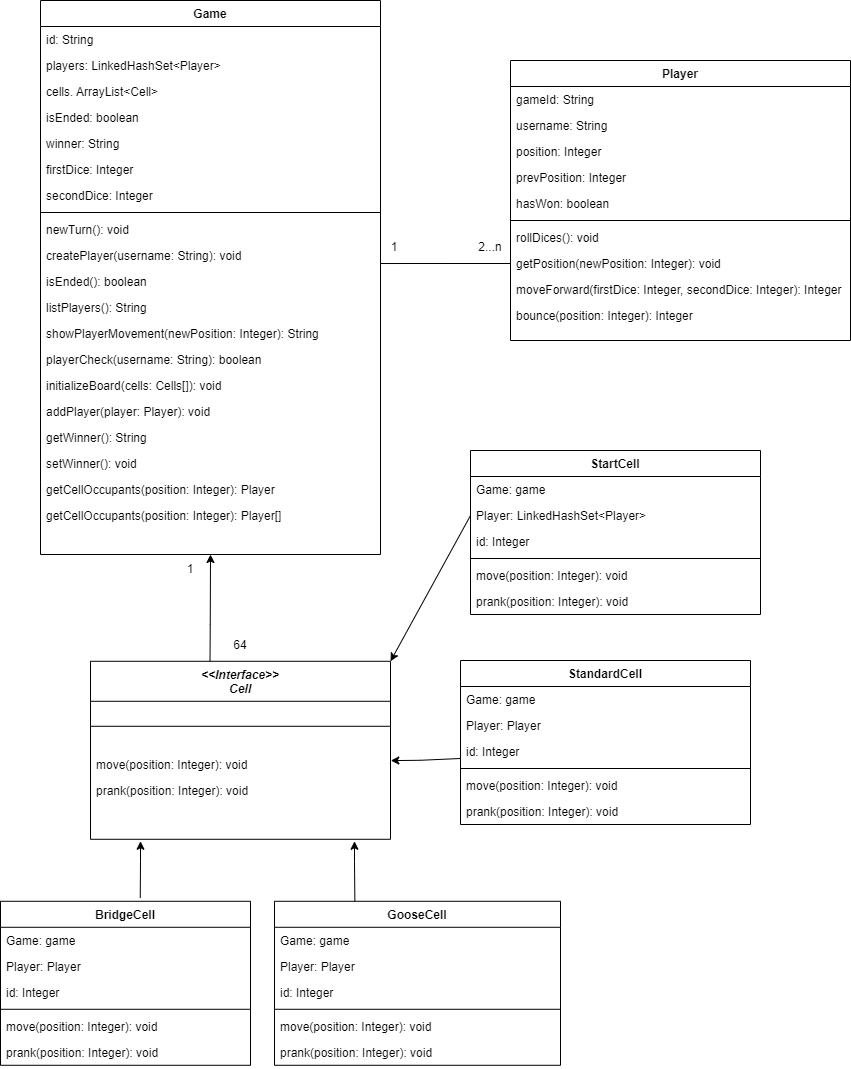 Game
id: String
players: LinkedHashSet<Player>
cells. ArrayList<Cell>
isEnded: boolean
winner: String
firstDice: Integer
secondDice: Integer
newTurn(): void
createPlayer(username: String): void
isEnded(): boolean
listPlayers(): String
showPlayerMovement(newPosition: Integer): String
playerCheck(username: String): boolean
initializeBoard(cells: Cells[]): void
addPlayer(player: Player): void
getWinner(): String
setWinner(): void
getCellOccupants(position: Integer): Player
getCellOccupants(position: Integer): Player[]
1
2...n
Player
gameId: String
username: String
position: Integer
prevPosition: Integer
hasWon: boolean
rollDices(): void
getPosition(newPosition: Integer): void
moveForward(firstDice: Integer, secondDice: Integer): Integer
bounce(position: Integer): Integer
StartCell
Game: game
Player: LinkedHashSet<Player>
id: Integer
move(position: Integer): void
prank(position: Integer): void
1
64
<<Interface>>
Cell
move(position: Integer): void
prank(position: Integer): void
StandardCell
Game: game
Player: Player
id: Integer
move(position: Integer): void
prank(position: Integer): void
BridgeCell
Game: game
Player: Player
id: Integer
move(position: Integer): void
prank(position: Integer): void
GooseCell
Game: game
Player: Player
id: Integer
move(position: Integer): void
prank(position: Integer): void